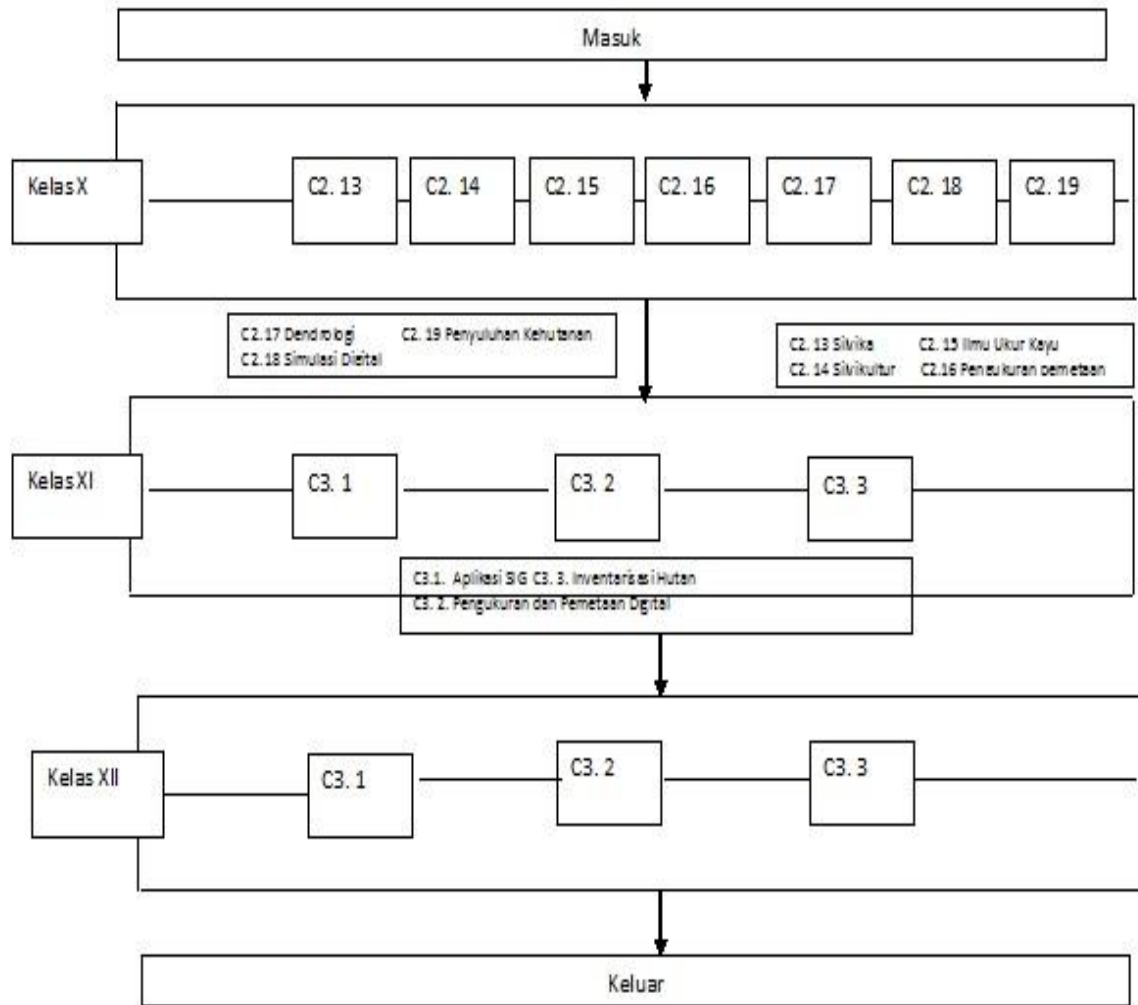 Masuk
Kelas X
C2. 13
C2. 14
C2. 15
C2. 16
C2. 17
C2. 18
C2. 19
C2. 17 Dendrologi C2. 19 Penyuluhan Kehutanan
C2. 18 Simulasi Digital
C2. 13 Silvika C2. 15 Ilmu Ukur Kayu
C2. 14 Silvikultur C2.16 Pengukuran pemetaan
Kelas XI
C3. 1
C3. 2
C3. 3
C3.1. Aplikasi SIG C3. 3. Inventarisasi Hutan
C3. 2. Pengukuran dan Pemetaan Digital
Kelas XII
C3. 1
C3. 2
C3. 3
Keluar